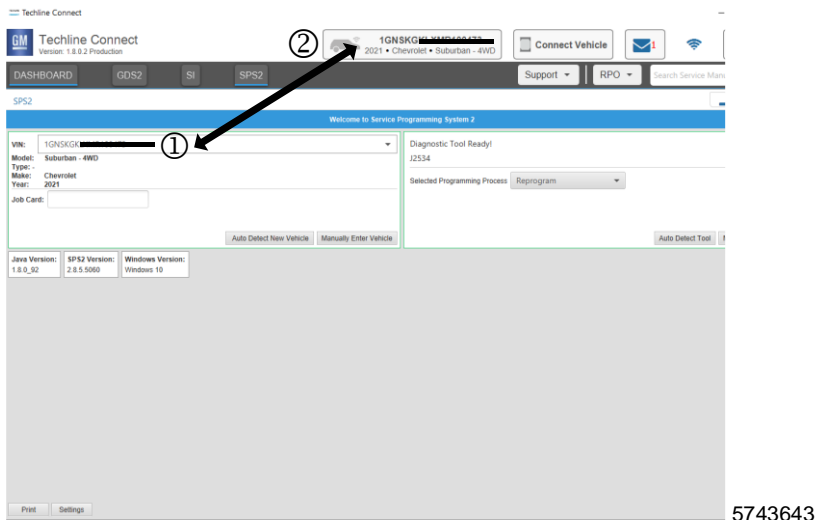 Techline Connect
GM Techline Connect
Version: 1.8.0.2 Production
② 1GNSKG
2021 • Chevrolet • Suburban - 4WD
Connect Vehicle
1
DASHBOARD GDS2 SI SPS2
Support RPO Search Service Manu
SPS2
Welcome to Service Programming System 2
VIN: 1GNSKGK
①
Model: Suburban - 4WD
Type: -
Make: Chevrolet
Year: 2021
Job Card:
Auto Detect New Vehicle Manually Enter Vehicle
Diagnostic Tool Ready!
J2534
Selected Programming Process Reprogram
Auto Detect Tool
Java Version: SPS2 Version: Windows Version:
1.8.0_92 2.8.5.5060 Windows 10
Print Settings
5743643